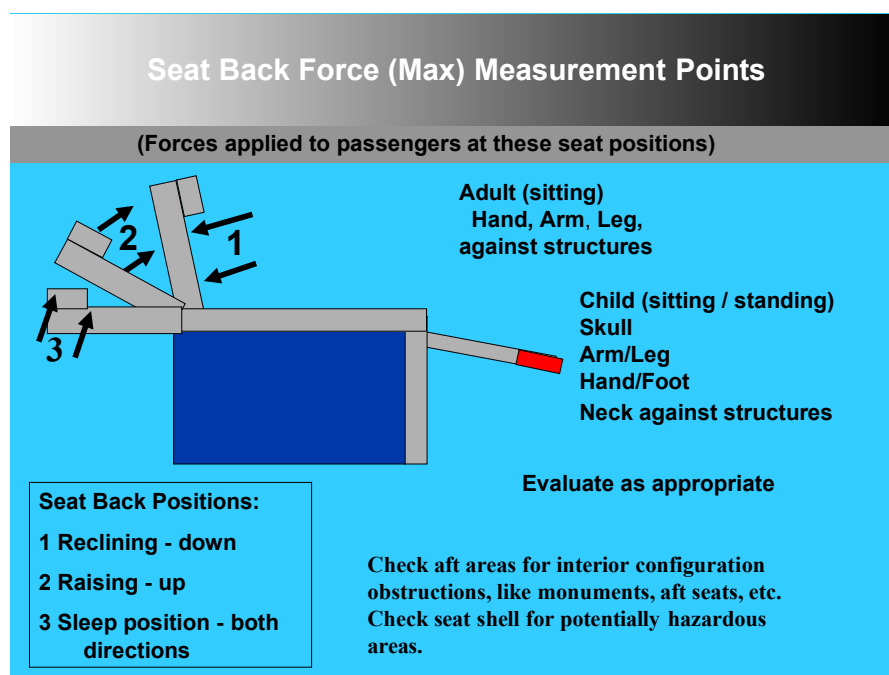 Seat Back Force (Max) Measurement Points
(Forces applied to passengers at these seat positions)
2
1
3
Adult (sitting)
Hand, Arm, Leg,
against structures
Child (sitting / standing)
Skull
Arm/Leg
Hand/Foot
Neck against structures
Evaluate as appropriate
Seat Back Positions:
1 Reclining - down
2 Raising - up
3 Sleep position - both
directions
Check aft areas for interior configuration
obstructions, like monuments, aft seats, etc.
Check seat shell for potentially hazardous
areas.